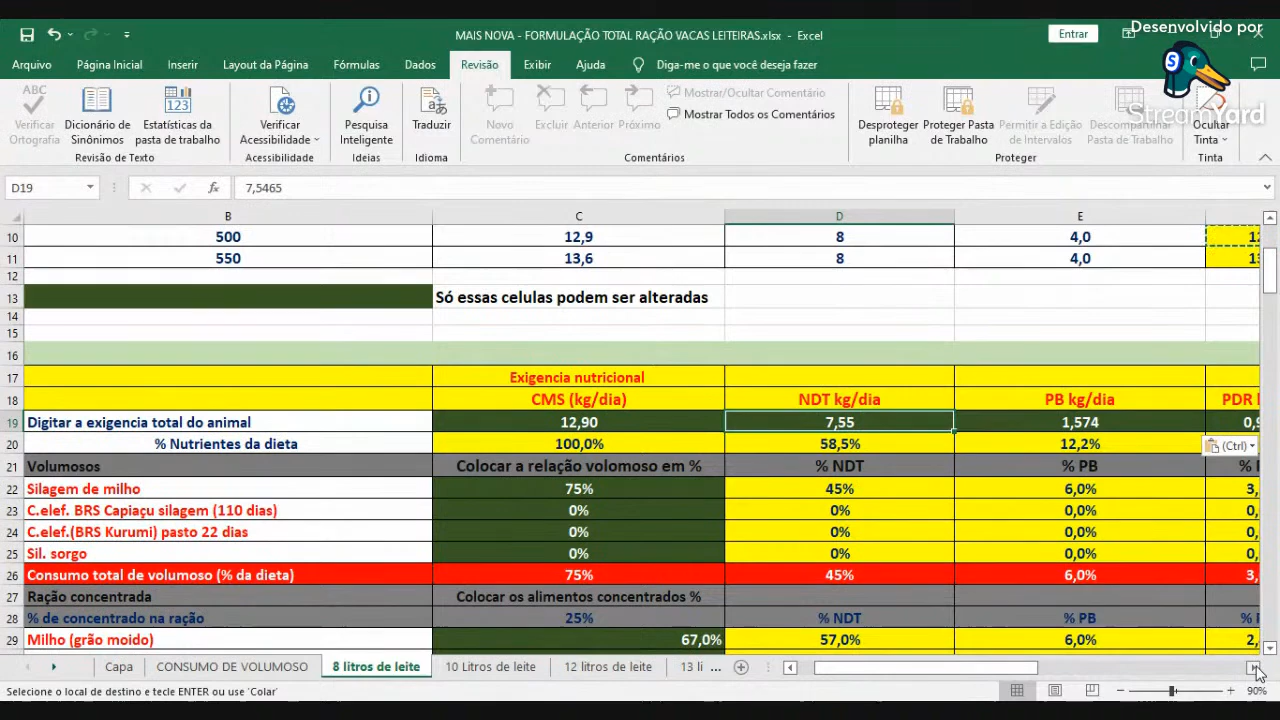 MAIS NOVA - FORMULAÇÃO TOTAL RAÇÃO VACAS LEITEIRAS.xlsx - Excel
Entrar
Desenvolvido por
StreamYard
Arquivo Página Inicial Inserir Layout da Página Fórmulas Dados Revisão Exibir Ajuda Diga-me o que você deseja fazer
ABC
Verificar Ortografia
Dicionário de Sinônimos
Estatísticas da pasta de trabalho
Revisão de Texto
Verificar Acessibilidade
Acessibilidade
Pesquisa Inteligente
Ideias
Traduzir
Idioma
Novo Comentário
Excluir
Anterior
Próximo
Mostrar/Ocultar Comentário
Mostrar Todos os Comentários
Comentários
Desproteger planilha
Proteger Pasta de Trabalho
Permitir a Edição de Intervalos
Descompartilhar Pasta de Trabalho
Proteger
Ocultar Tinta
Tinta
D19 fx 7,5465
B C D E
10 500 12,9 8 4,0
11 550 13,6 8 4,0
12
13 Só essas celulas podem ser alteradas
14
15
16
17 Exigencia nutricional
18 CMS (kg/dia) NDT kg/dia PB kg/dia
19 Digitar a exigencia total do animal 12,90 7,55 1,574
20 % Nutrientes da dieta 100,0% 58,5% 12,2%
(Ctrl)
21 Volumosos Colocar a relação volomoso em % % NDT % PB
22 Silagem de milho 75% 45% 6,0%
23 C.elef. BRS Capiaçu silagem (110 dias) 0% 0% 0,0%
24 C.elef.(BRS Kurumi) pasto 22 dias 0% 0% 0,0%
25 Sil. sorgo 0% 0% 0,0%
26 Consumo total de volumoso (% da dieta) 75% 45% 6,0%
27 Ração concentrada Colocar os alimentos concentrados %
28 % de concentrado na ração 25% % NDT % PB
29 Milho (grão moido) 67,0% 57,0% 6,0%
Capa CONSUMO DE VOLUMOSO 8 litros de leite 10 Litros de leite 12 litros de leite 13 li ...
Selecione o local de destino e tecle ENTER ou use 'Colar' 90%